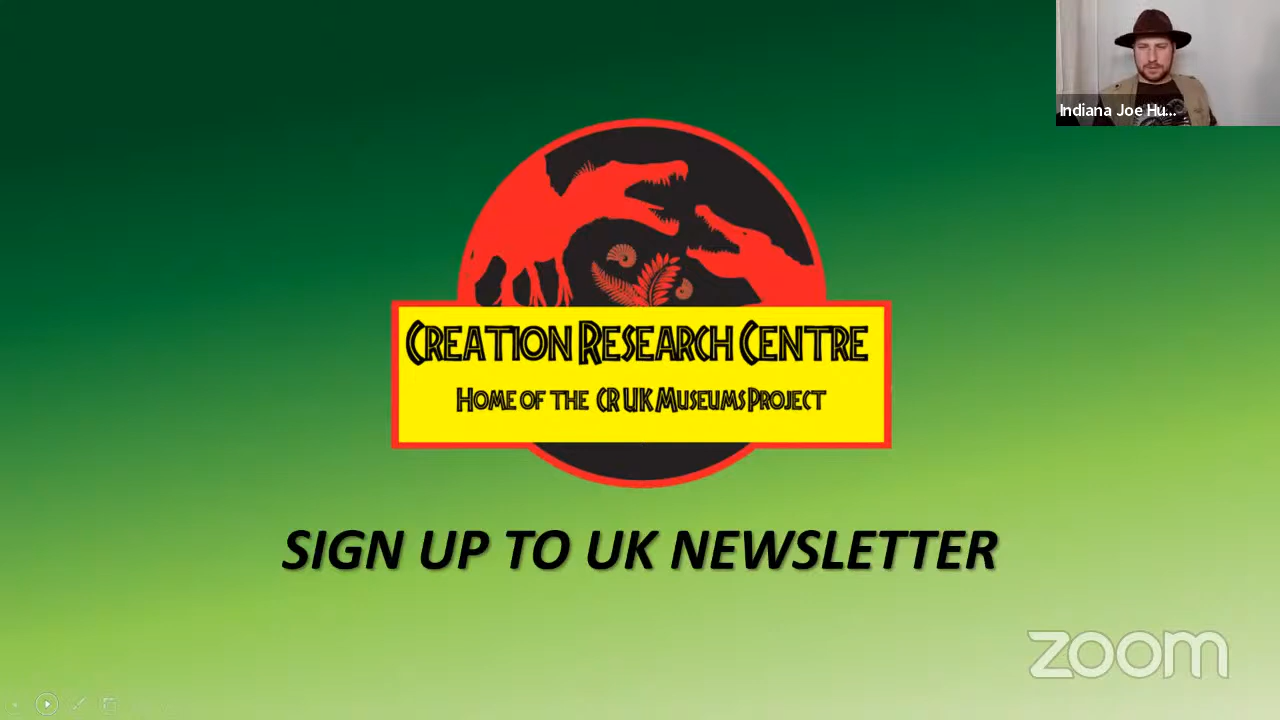 Indiana Joe Hu...
CREATION RESEARCH CENTRE
HOME OF THE CR UK MUSEUMS PROJECT
SIGN UP TO UK NEWSLETTER
zoom